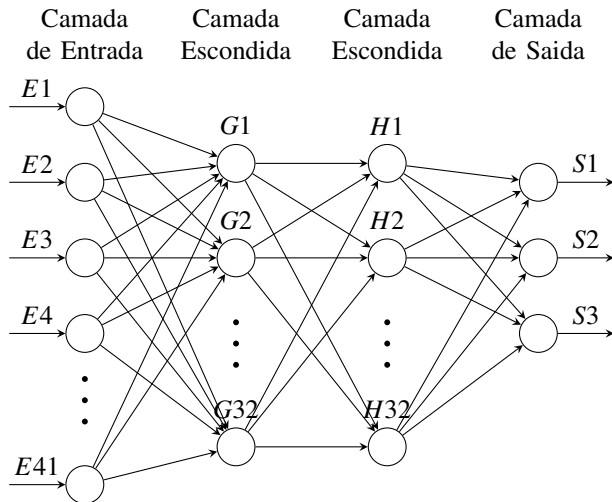 Camada
de Entrada
Camada
Escondida
Camada
Escondida
Camada
de Saida
E1
E2
E3
E4
E41
G1
G2
G32
H1
H2
H32
S1
S2
S3